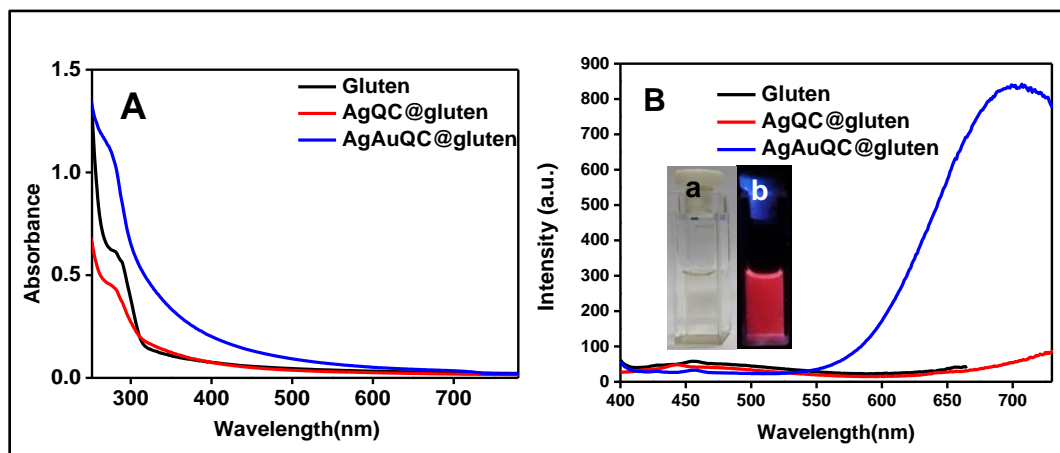 A
Gluten
AgQC@gluten
AgAuQC@gluten
Absorbance
1.5
1.0
0.5
0.0
300 400 500 600 700
Wavelength(nm)
B
Gluten
AgQC@gluten
AgAuQC@gluten
a b
Intensity (a.u.)
900
800
700
600
500
400
300
200
100
0
400 450 500 550 600 650 700
Wavelength(nm)